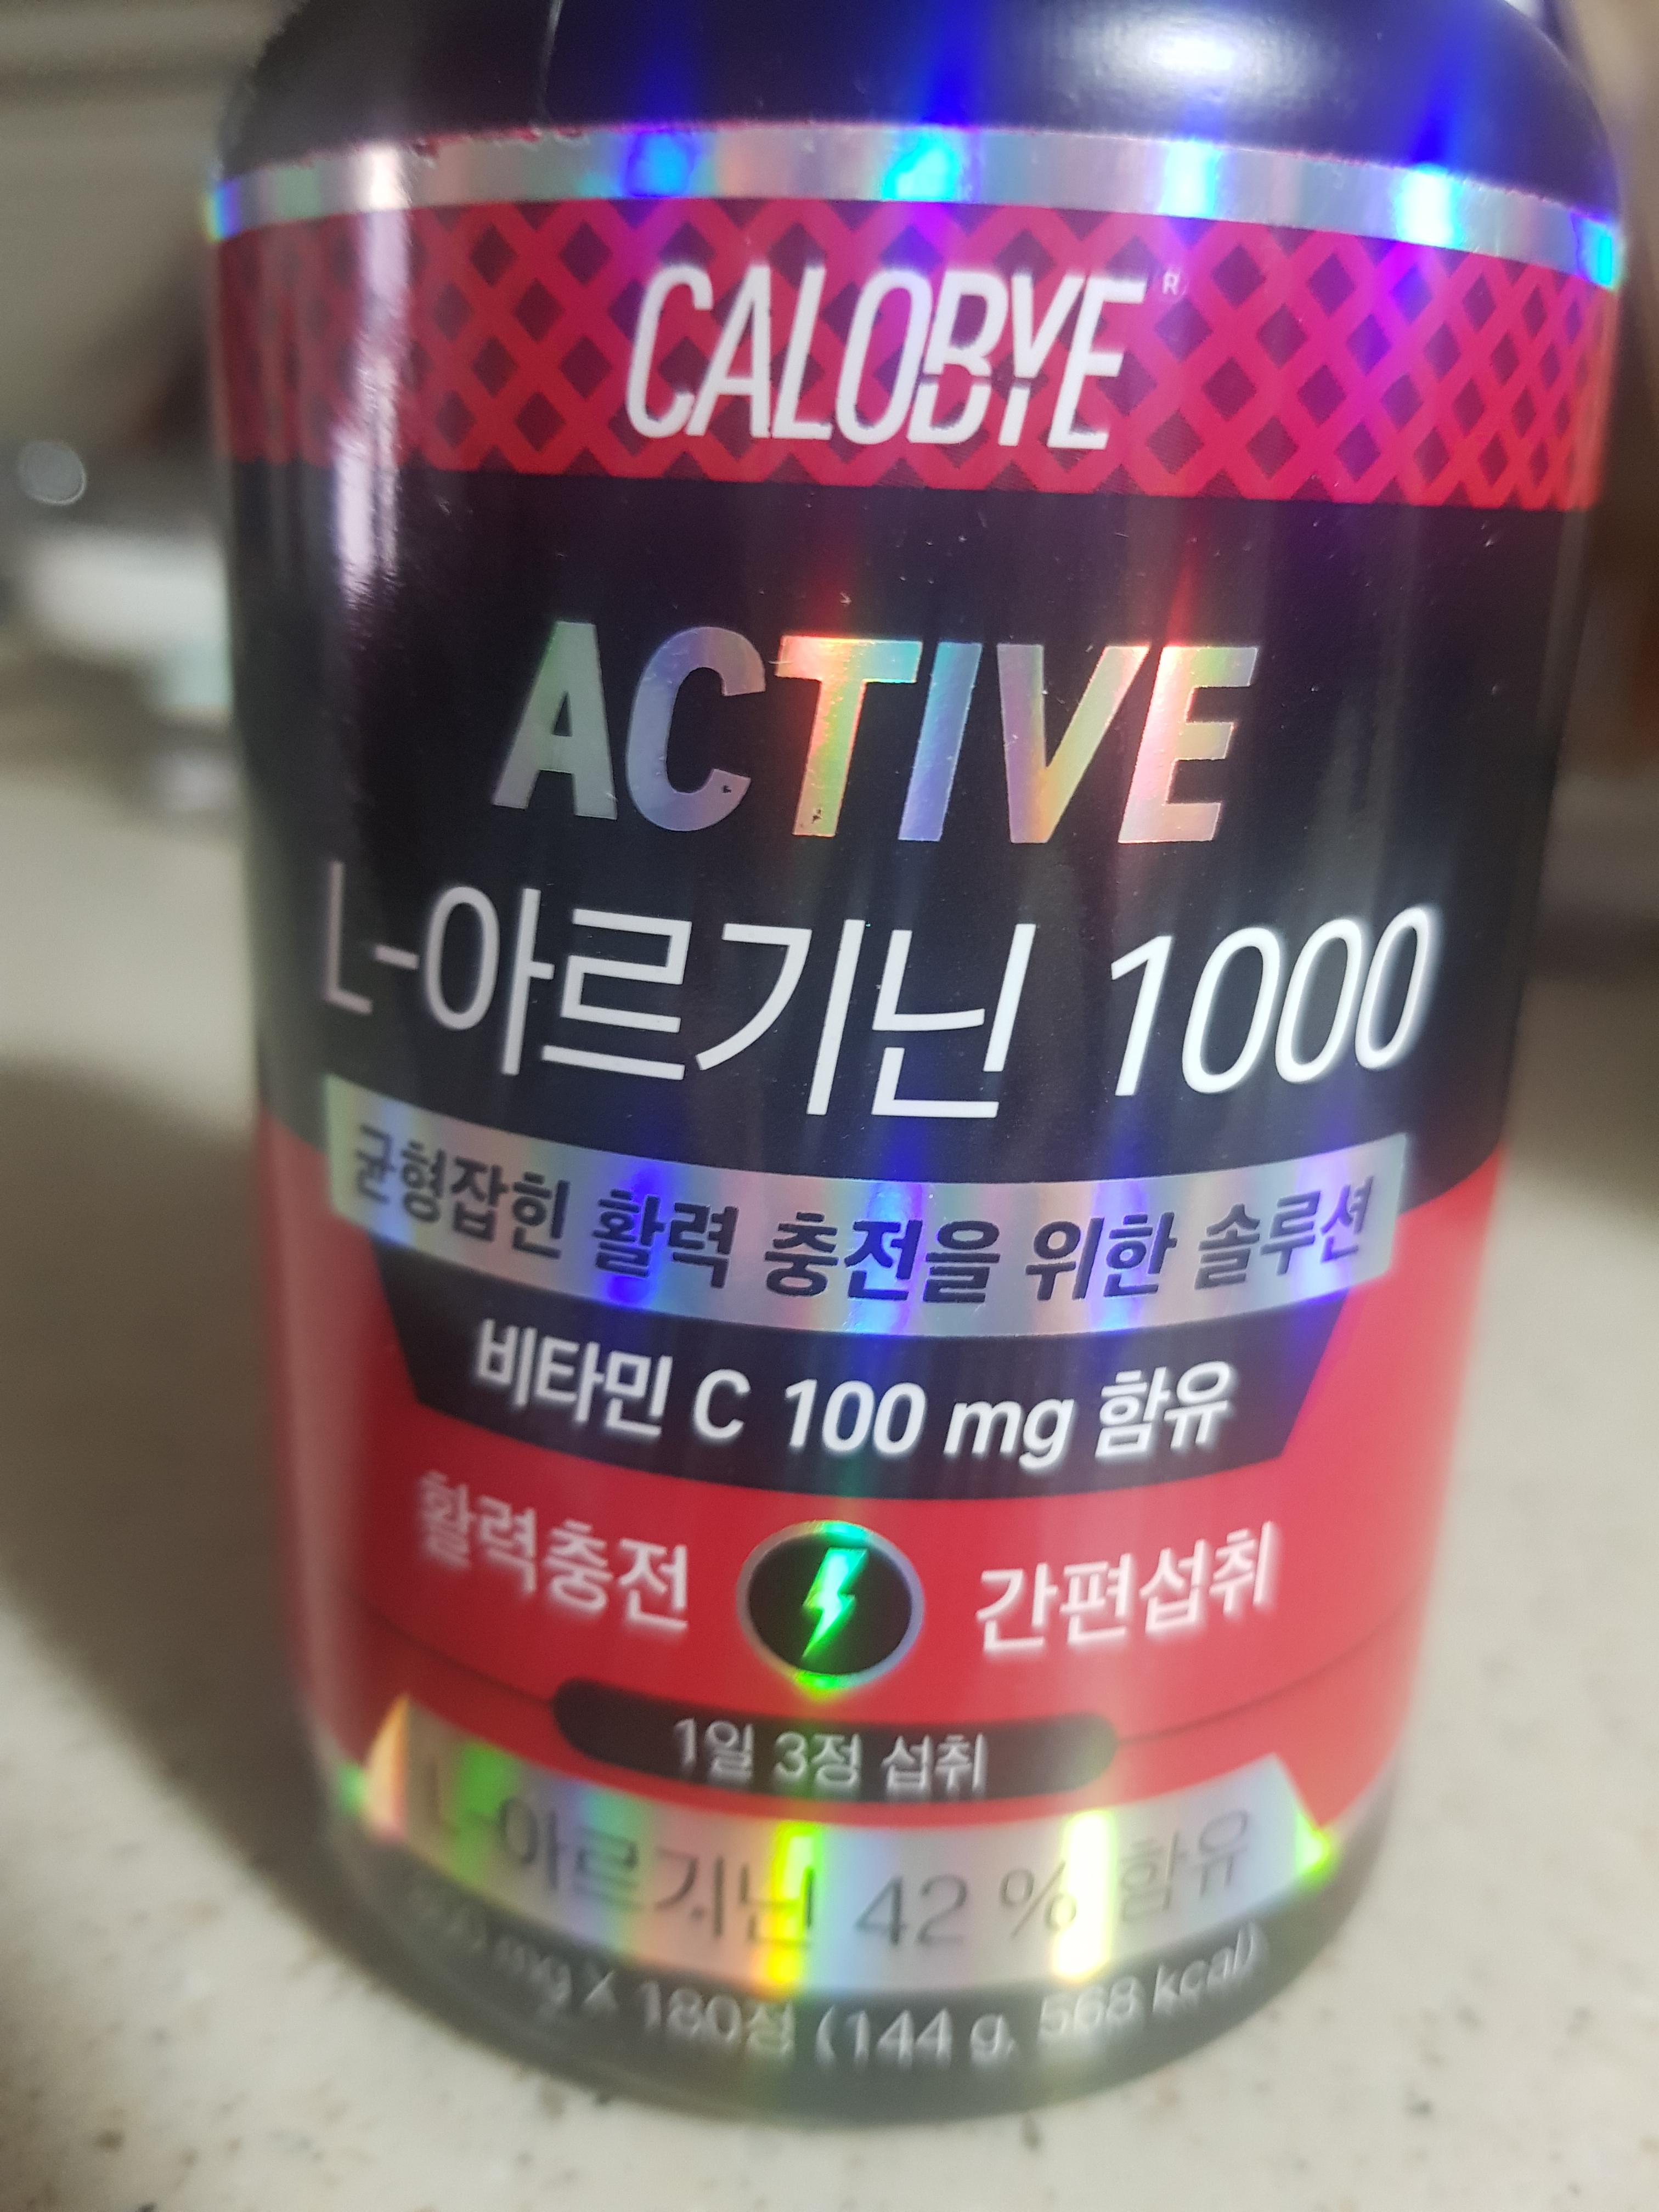 CALOBYE
ACTIVE
L-아르기닌 1000
균형잡힌 활력 충전을 위한 솔루션
비타민 C 100 mg 함유
활력충전 간편섭취
1일 3정 섭취
L-아르기닌 42 % 함유
mg X 180정 (144 g, 568 kcal)